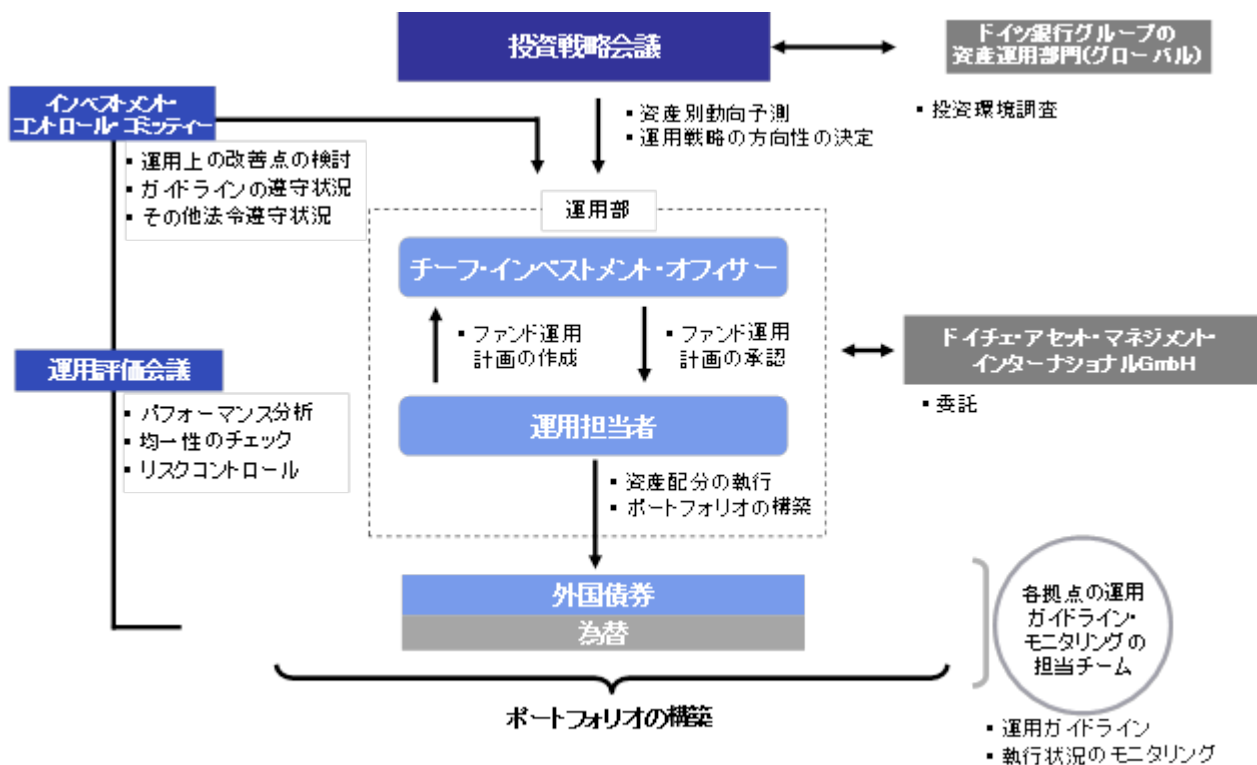 投資戦略会議
ドイツ銀行グループの
資産運用部門(グローバル)
▪ 投資環境調査
▪ 資産別動向予測
▪ 運用戦略の方向性の決定
インベストメント・
コントロール・コミッティー
▪ 運用上の改善点の検討
▪ ガイドラインの遵守状況
▪ その他法令遵守状況
運用部
チーフ・インベストメント・オフィサー
▪ ファンド運用
計画の作成
▪ ファンド運用
計画の承認
ドイチェ・アセット・マネジメント・
インターナショナルGmbH
▪ 委託
運用評価会議
▪ パフォーマンス分析
▪ 均一性のチェック
▪ リスクコントロール
運用担当者
▪ 資産配分の執行
▪ ポートフォリオの構築
外国債券
為替
各拠点の運用
ガイドライン・
モニタリングの
担当チーム
ポートフォリオの構築
▪ 運用ガイドライン
▪ 執行状況のモニタリング